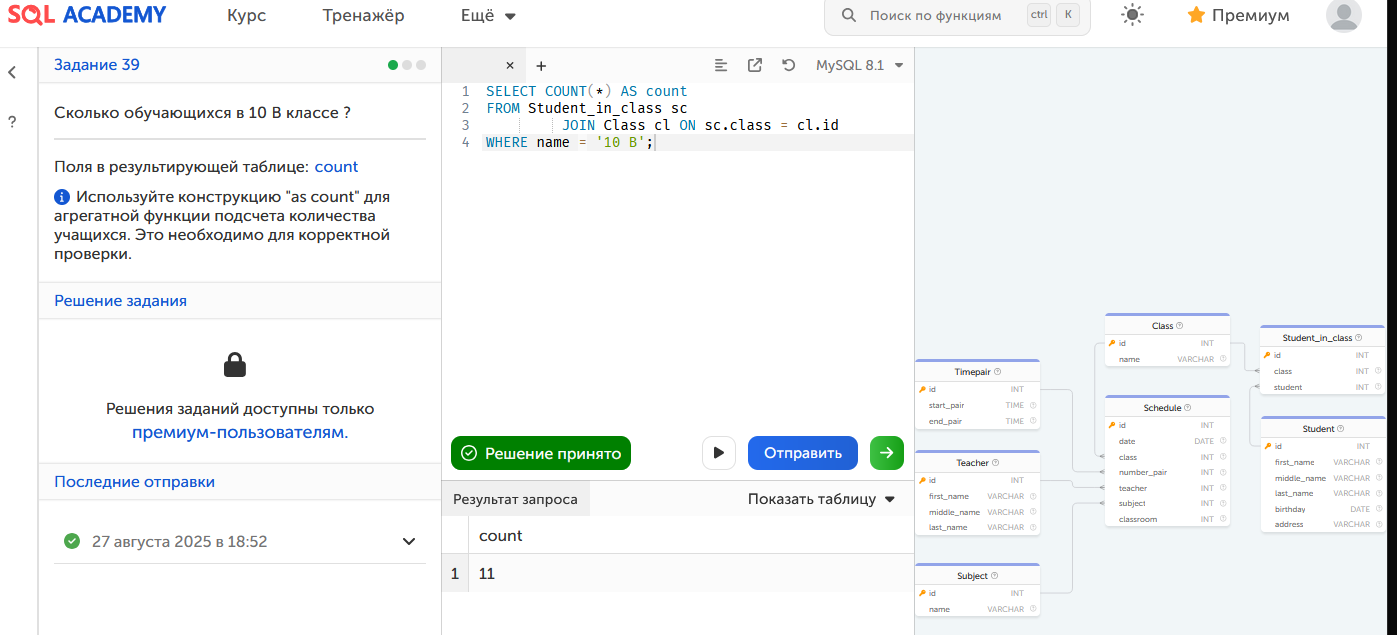 SQL ACADEMY
Курс
Тренажёр
Ещё
Поиск по функциям
ctrl
K
Премиум
Задание 39
Сколько обучающихся в 10 B классе ?
Поля в результирующей таблице: count
Используйте конструкцию "as count" для
агрегатной функции подсчета количества
учащихся. Это необходимо для корректной
проверки.
Решение задания
Решения заданий доступны только
премиум-пользователям.
Последние отправки
27 августа 2025 в 18:52
?
MySQL 8.1
1 SELECT COUNT(*) AS count
2 FROM Student_in_class sc
3 JOIN Class cl ON sc.class = cl.id
4 WHERE name = '10 B';
Решение принято
Отправить
Результат запроса
Показать таблицу
count
1 11
Timepair
id INT
start_pair TIME
end_pair TIME
Teacher
id INT
first_name VARCHAR
middle_name VARCHAR
last_name VARCHAR
Subject
id INT
name VARCHAR
Class
id INT
name VARCHAR
Schedule
id INT
date DATE
class INT
number_pair INT
teacher INT
subject INT
classroom INT
Student_in_class
id INT
class INT
student INT
Student
id INT
first_name VARCHAR
middle_name VARCHAR
last_name VARCHAR
birthday DATE
address VARCHAR